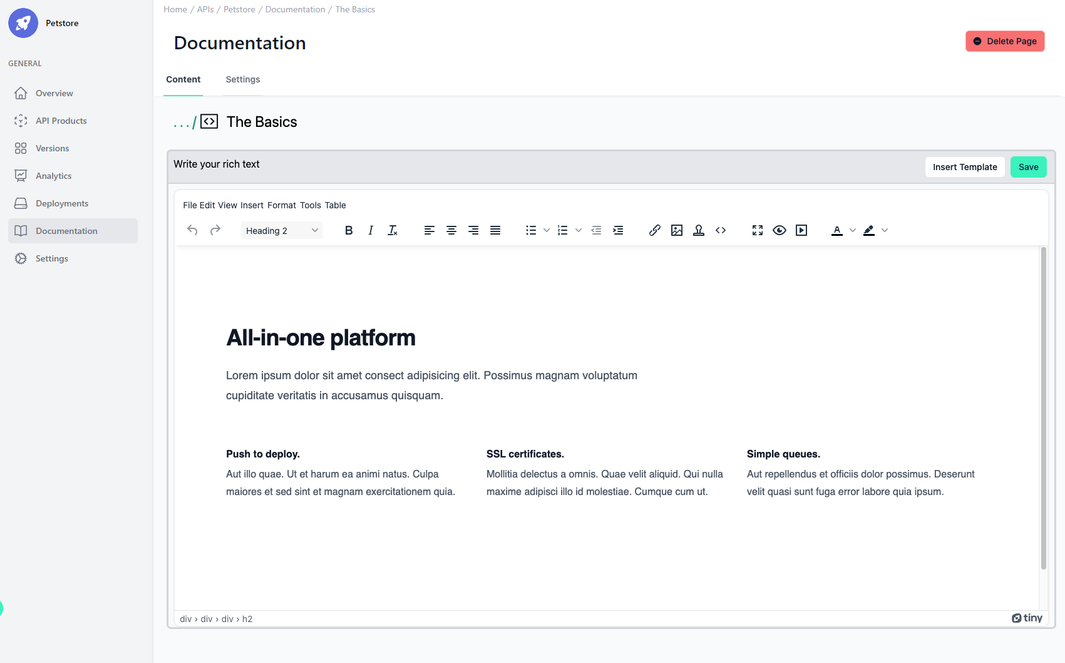 Petstore
Home / APIs / Petstore / Documentation / The Basics
Documentation
Delete Page
GENERAL
Content Settings
Overview
API Products
Versions
Analytics
Deployments
Documentation
Settings
.../ The Basics
Write your rich text
Insert Template
Save
File Edit View Insert Format Tools Table
Heading 2 B I
All-in-one platform
Lorem ipsum dolor sit amet consect adipisicing elit. Possimus magnam voluptatum
cupiditate veritatis in accusamus quisquam.
Push to deploy.
Aut illo quae. Ut et harum ea animi natus. Culpa
maiores et sed sint et magnam exercitationem quia.
SSL certificates.
Mollitia delectus a omnis. Quae velit aliquid. Qui nulla
maxime adipisci illo id molestiae. Cumque cum ut.
Simple queues.
Aut repellendus et officiis dolor possimus. Deserunt
velit quasi sunt fuga error labore quia ipsum.
div › div › div › h2
tiny